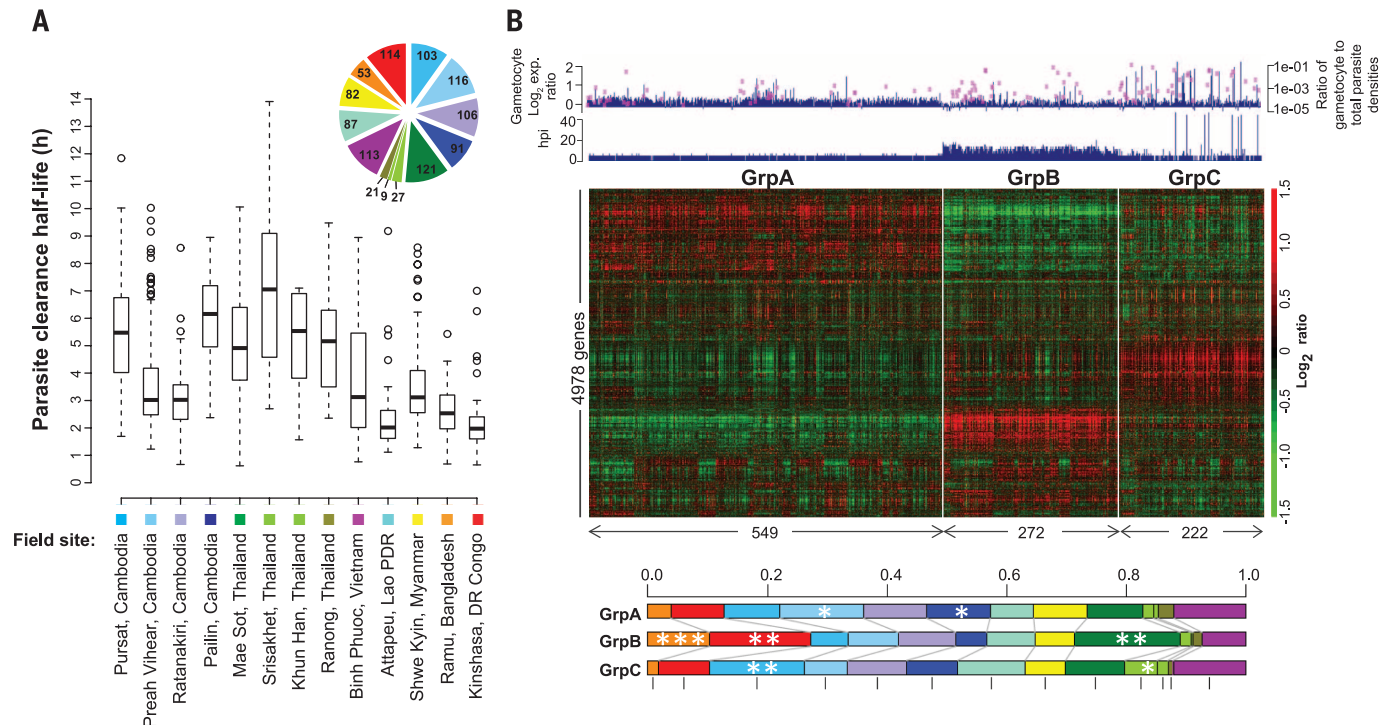 A
B
114
103
53
116
82
106
87
91
113
121
21
9
27
Parasite clearance half-life (h)
14
13
12
11
10
9
8
7
6
5
4
3
2
1
0
Field site:
Pursat, Cambodia
Preah Vihear, Cambodia
Ratanakiri, Cambodia
Pailin, Cambodia
Mae Sot, Thailand
Srisakhet, Thailand
Khun Han, Thailand
Ranong, Thailand
Binh Phuoc, Vietnam
Attapeu, Lao PDR
Shwe Kyin, Myanmar
Ramu, Bangladesh
Kinshasa, DR Congo
Gametocyte
Log2 exp.
ratio
2
1
0
1e-01
1e-03
1e-05
Ratio of
gametocyte to
total parasite
densities
hpi
40
20
0
GrpA
GrpB
GrpC
4978 genes
1.5
1.0
0.5
0
-0.5
-1.0
-1.5
Log2 ratio
549
272
222
0.0
0.2
0.4
0.6
0.8
1.0
GrpA
* *
GrpB
*** ** **
GrpC
** *